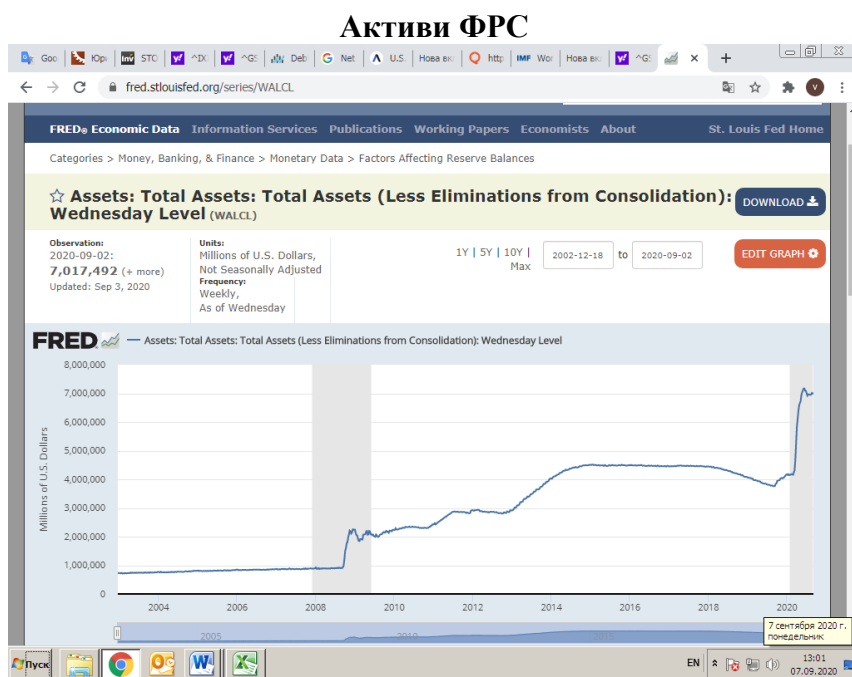 Активи ФРС
Goo Юрі STO ^IX ^GS Deb Net U.S. Нова вк http IMF Wor Нова вк ^GS
fred.stlouisfed.org/series/WALCL
FRED® Economic Data Information Services Publications Working Papers Economists About St. Louis Fed Home
Categories > Money, Banking, & Finance > Monetary Data > Factors Affecting Reserve Balances
Assets: Total Assets: Total Assets (Less Eliminations from Consolidation):
Wednesday Level (WALCL)
DOWNLOAD
Observation:
2020-09-02:
7,017,492 (+ more)
Updated: Sep 3, 2020
Units:
Millions of U.S. Dollars,
Not Seasonally Adjusted
Frequency:
Weekly,
As of Wednesday
1Y | 5Y | 10Y |
Max
2002-12-18 to 2020-09-02
EDIT GRAPH
FRED
Assets: Total Assets: Total Assets (Less Eliminations from Consolidation): Wednesday Level
Millions of U.S. Dollars
8,000,000
7,000,000
6,000,000
5,000,000
4,000,000
3,000,000
2,000,000
1,000,000
0
2004 2006 2008 2010 2012 2014 2016 2018 2020
2005 2010 2015
7 сентября 2020 г.
понедельник
Пуск
EN
13:01
07.09.2020